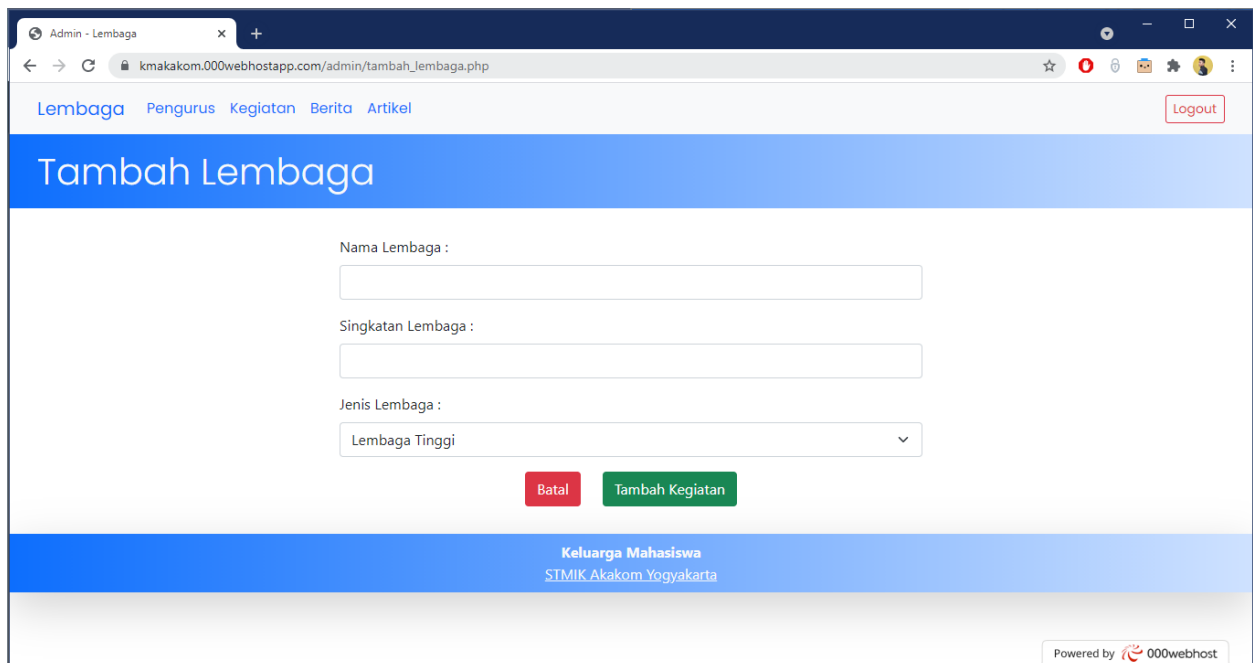 Admin - Lembaga
kmakakom.000webhostapp.com/admin/tambah_lembaga.php
Lembaga Pengurus Kegiatan Berita Artikel Logout
Tambah Lembaga
Nama Lembaga :
Singkatan Lembaga :
Jenis Lembaga :
Lembaga Tinggi
Batal Tambah Kegiatan
Keluarga Mahasiswa
STMIK Akakom Yogyakarta
Powered by 000webhost